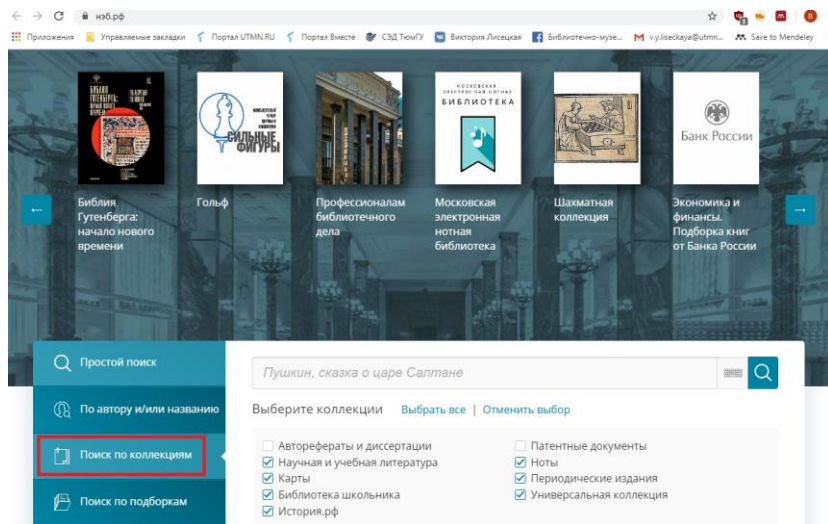 нэб.рф
Приложения Управляемые закладки Портал UTMN.RU Портал Вместе СЭД ТюмГУ Виктория Лисецкая Библиотечно-музе... v.y.liseckaya@utmn... Save to Mendeley
БИБЛИЯ
ГУТЕНБЕРГА:
СИЛЬНЫЕ
ФИГУРЫ
МОСКОВСКАЯ
ЭЛЕКТРОННАЯ НОТНАЯ
БИБЛИОТЕКА
Банк России
Библия
Гутенберга:
начало нового
времени
Гольф
Профессионалам
библиотечного
дела
Московская
электронная
нотная
библиотека
Шахматная
коллекция
Экономика и
финансы.
Подборка книг
от Банка России
Простой поиск
По автору и/или названию
Поиск по коллекциям
Поиск по подборкам
Пушкин, сказка о царе Салтане
Выберите коллекции Выбрать все | Отменить выбор
Авторефераты и диссертации
Научная и учебная литература
Карты
Библиотека школьника
История.рф
Патентные документы
Ноты
Периодические издания
Универсальная коллекция